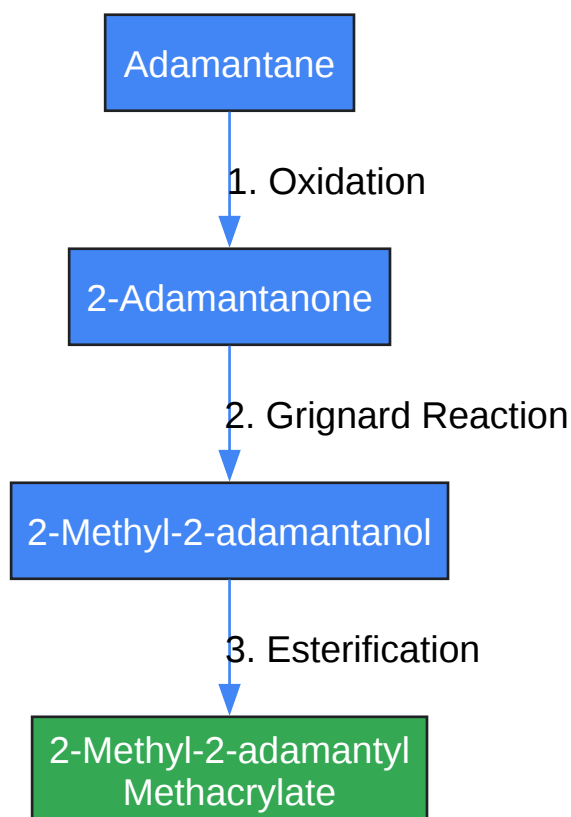 Adamantane
1. Oxidation
2-Adamantanone
2. Grignard Reaction
2-Methyl-2-adamantanol
3. Esterification
2-Methyl-2-adamantyl
Methacrylate